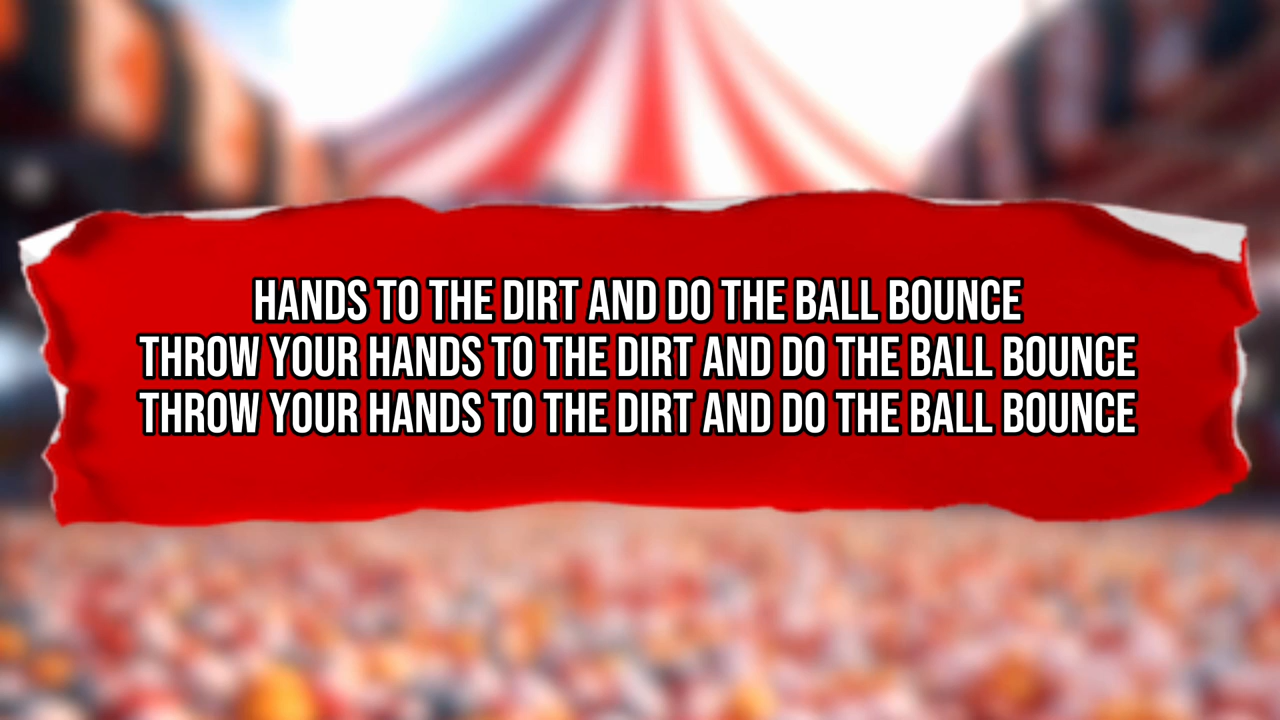 HANDS TO THE DIRT AND DO THE BALL BOUNCE
THROW YOUR HANDS TO THE DIRT AND DO THE BALL BOUNCE
THROW YOUR HANDS TO THE DIRT AND DO THE BALL BOUNCE